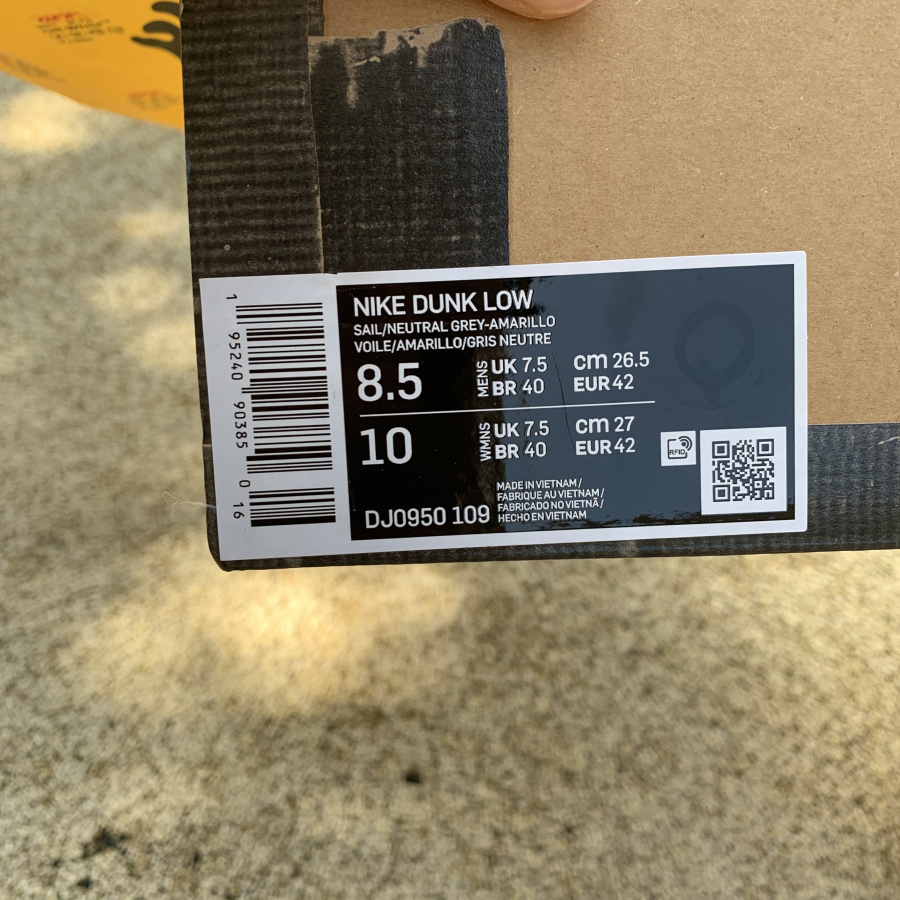 NIKE DUNK LOW
SAIL/NEUTRAL GREY-AMARILLO
VOILE/AMARILLO/GRIS NEUTRE
8.5 MENS UK 7.5 cm 26.5
BR 40 EUR 42
10 WMNS UK 7.5 cm 27
BR 40 EUR 42
RFID
MADE IN VIETNAM /
FABRIQUE AU VIETNAM /
FABRICADO NO VIETNÃ /
HECHO EN VIETNAM
DJ0950 109
1 95240 90385 0 16